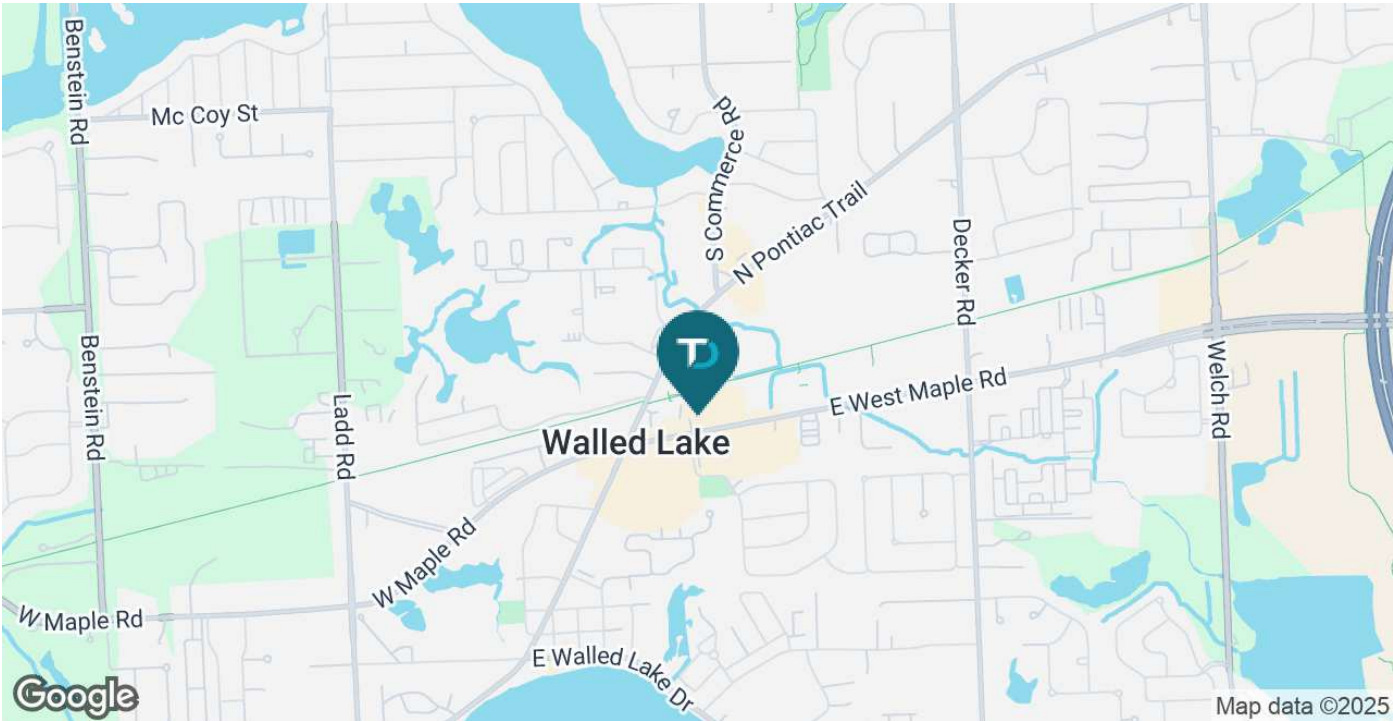 Benstein Rd
Mc Coy St
S Commerce Rd
N Pontiac Trail
Decker Rd
TD
Benstein Rd
Ladd Rd
E West Maple Rd
Welch Rd
Walled Lake
W Maple Rd
W Maple Rd
E Walled Lake Dr
Google
Map data ©2025